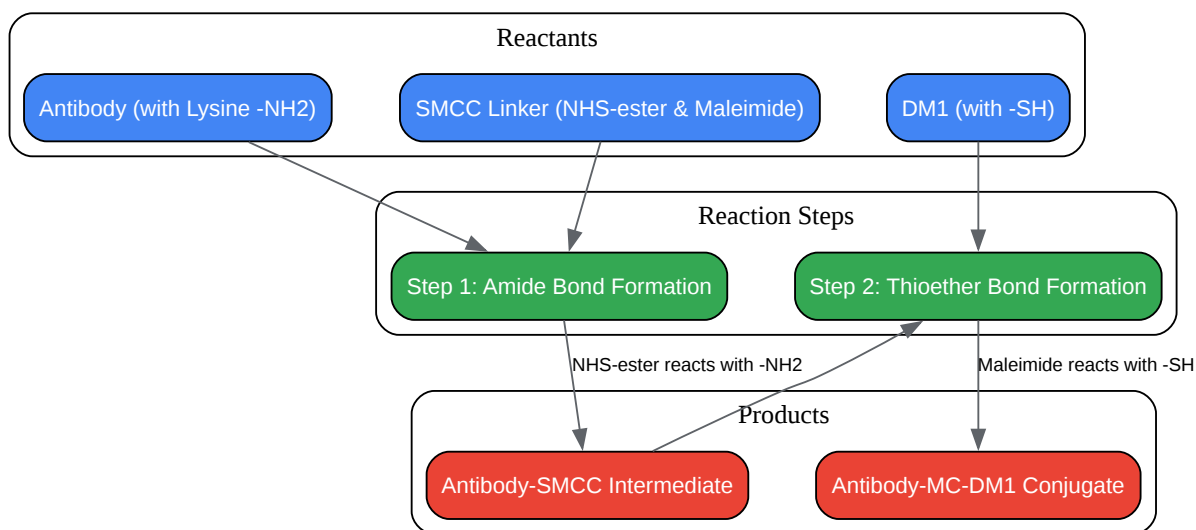 Reactants
Antibody (with Lysine -NH2)
SMCC Linker (NHS-ester & Maleimide)
DM1 (with -SH)
Reaction Steps
Step 1: Amide Bond Formation
Step 2: Thioether Bond Formation
NHS-ester reacts with -NH2
Maleimide reacts with -SH
Products
Antibody-SMCC Intermediate
Antibody-MC-DM1 Conjugate